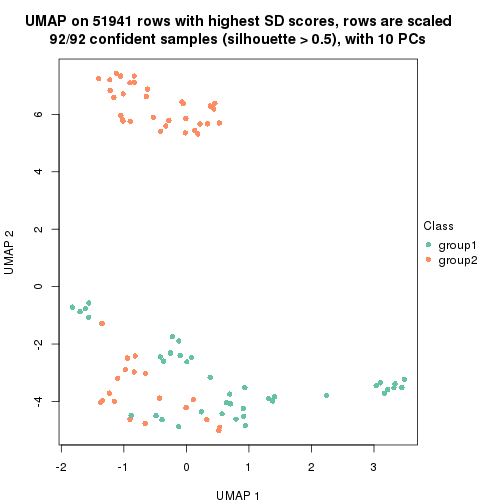 UMAP on 51941 rows with highest SD scores, rows are scaled
92/92 confident samples (silhouette > 0.5), with 10 PCs
6
4
2
0
-2
-4
UMAP 2
-2
-1
0
1
2
3
UMAP 1
Class
group1
group2